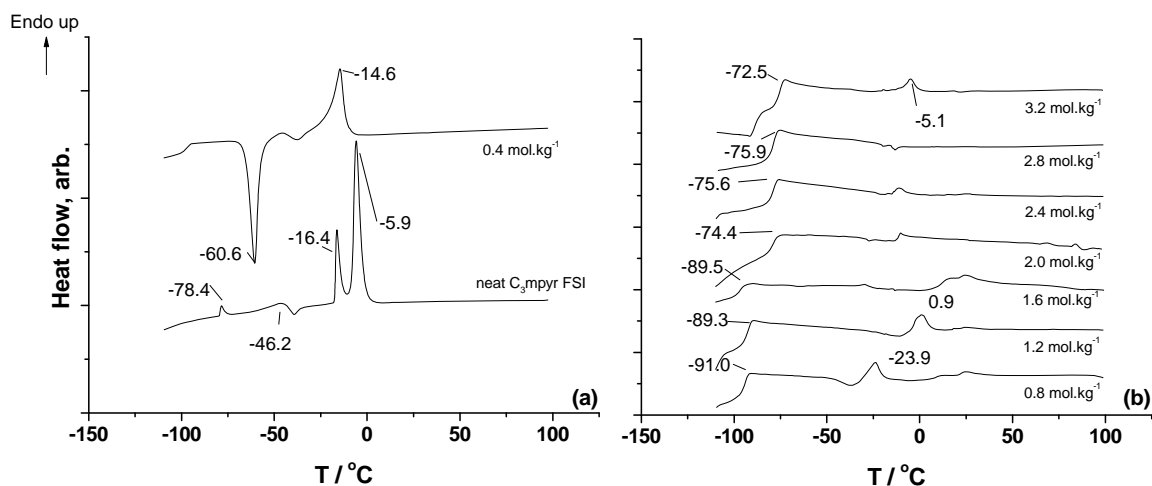 Endo up
Heat flow, arb.
-14.6
0.4 mol.kg-1
-60.6
-5.9
-16.4
neat C3mpyr FSI
-78.4
-46.2
(a)
-150 -100 -50 0 50 100
T / oC
-72.5
-5.1
3.2 mol.kg-1
-75.9
2.8 mol.kg-1
-75.6
2.4 mol.kg-1
-74.4
2.0 mol.kg-1
-89.5
1.6 mol.kg-1
0.9
-89.3
1.2 mol.kg-1
-23.9
-91.0
0.8 mol.kg-1
(b)
-150 -100 -50 0 50 100
T / oC